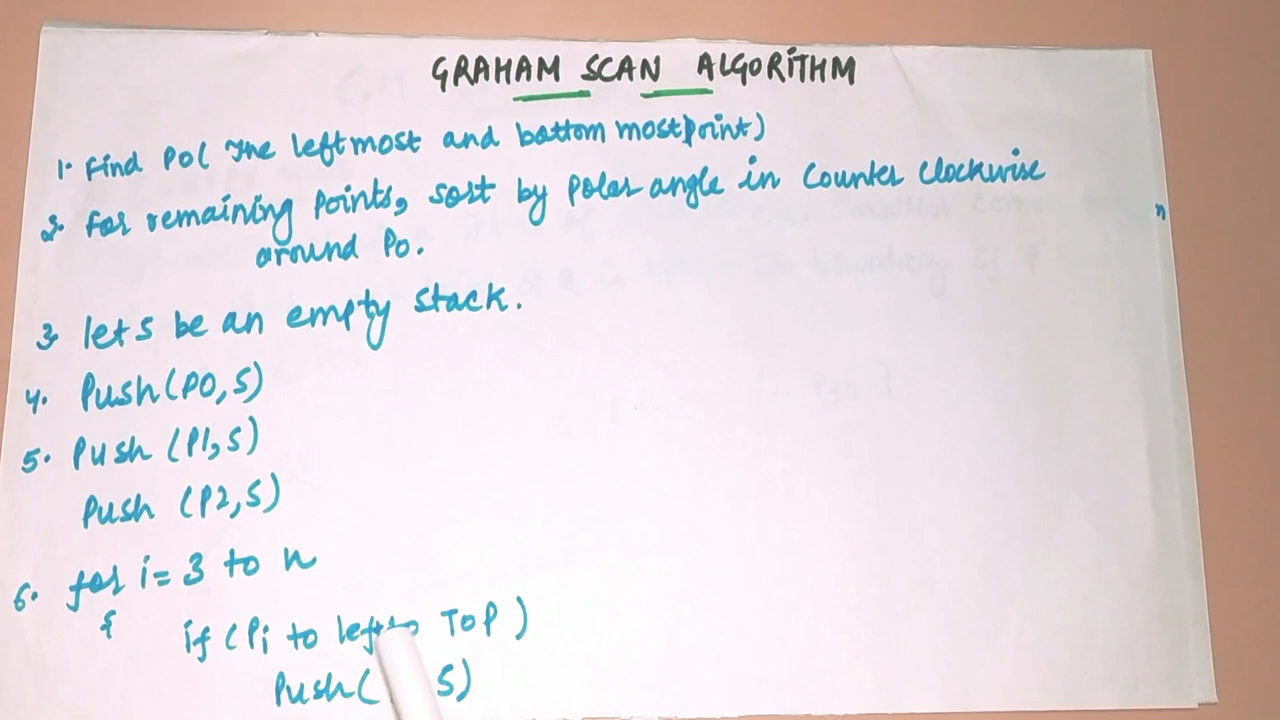 GRAHAM SCAN ALGORITHM
1. Find P0( The leftmost and bottom most point)
2. For remaining Points, sort by polar angle in Counter Clockwise
around P0.
3. let S be an empty stack.
4. Push(P0,S)
5. Push (P1,S)
Push (P2,S)
6. for i= 3 to n
{
if (Pi to left to TOP )
Push( S)